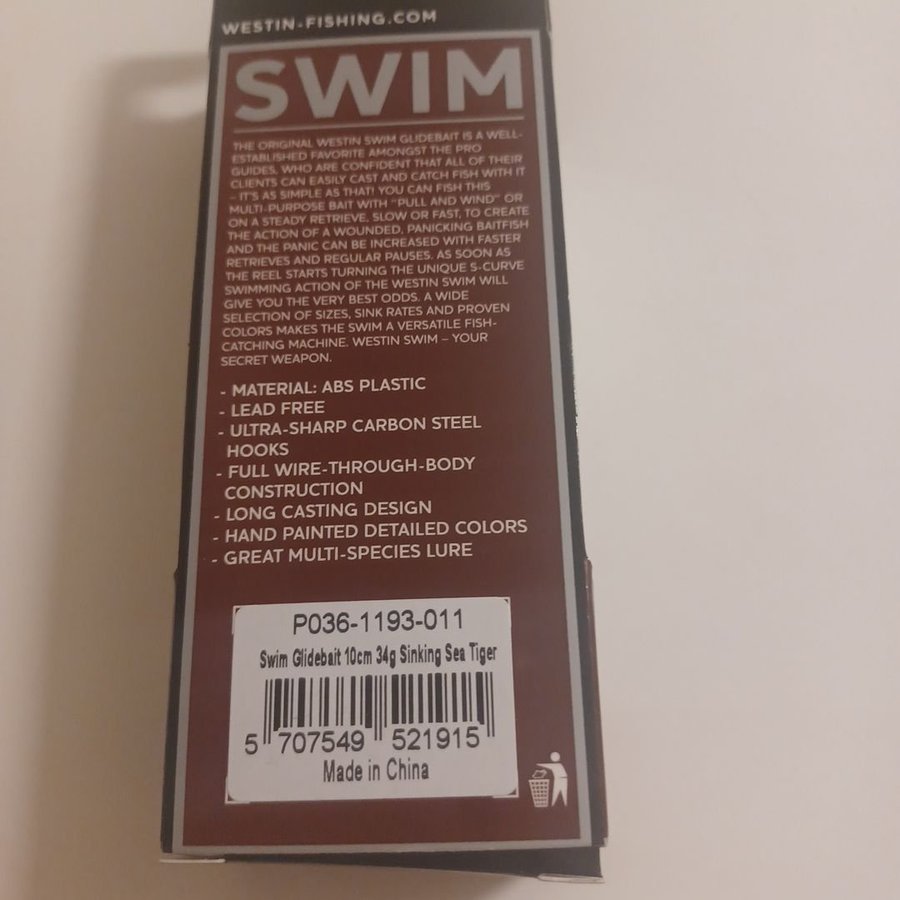 WESTIN-FISHING.COM
SWIM
THE ORIGINAL WESTIN SWIM GLIDEBAIT IS A WELL-
ESTABLISHED FAVORITE AMONGST THE PRO
GUIDES, WHO ARE CONFIDENT THAT ALL OF THEIR
CLIENTS CAN EASILY CAST AND CATCH FISH WITH IT
– IT'S AS SIMPLE AS THAT! YOU CAN FISH THIS
MULTI-PURPOSE BAIT WITH "PULL AND WIND" OR
ON A STEADY RETRIEVE, SLOW OR FAST, TO CREATE
THE ACTION OF A WOUNDED, PANICKING BAITFISH
AND THE PANIC CAN BE INCREASED WITH FASTER
RETRIEVES AND REGULAR PAUSES. AS SOON AS
THE REEL STARTS TURNING THE UNIQUE S-CURVE
SWIMMING ACTION OF THE WESTIN SWIM WILL
GIVE YOU THE VERY BEST ODDS. A WIDE
SELECTION OF SIZES, SINK RATES AND PROVEN
COLORS MAKES THE SWIM A VERSATILE FISH-
CATCHING MACHINE. WESTIN SWIM – YOUR
SECRET WEAPON.
- MATERIAL: ABS PLASTIC
- LEAD FREE
- ULTRA-SHARP CARBON STEEL
HOOKS
- FULL WIRE-THROUGH-BODY
CONSTRUCTION
- LONG CASTING DESIGN
- HAND PAINTED DETAILED COLORS
- GREAT MULTI-SPECIES LURE
P036-1193-011
Swim Glidebait 10cm 34g Sinking Sea Tiger
5 707549 521915
Made in China